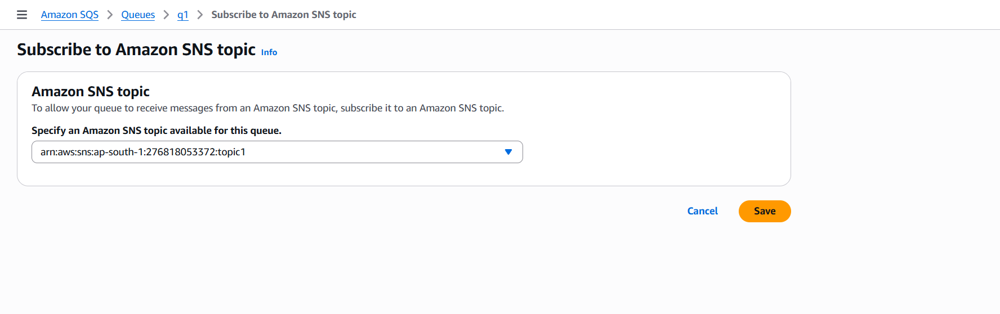 Amazon SQS > Queues > q1 > Subscribe to Amazon SNS topic
Subscribe to Amazon SNS topic Info
Amazon SNS topic
To allow your queue to receive messages from an Amazon SNS topic, subscribe it to an Amazon SNS topic.
Specify an Amazon SNS topic available for this queue.
arn:aws:sns:ap-south-1:276818053372:topic1
Cancel Save